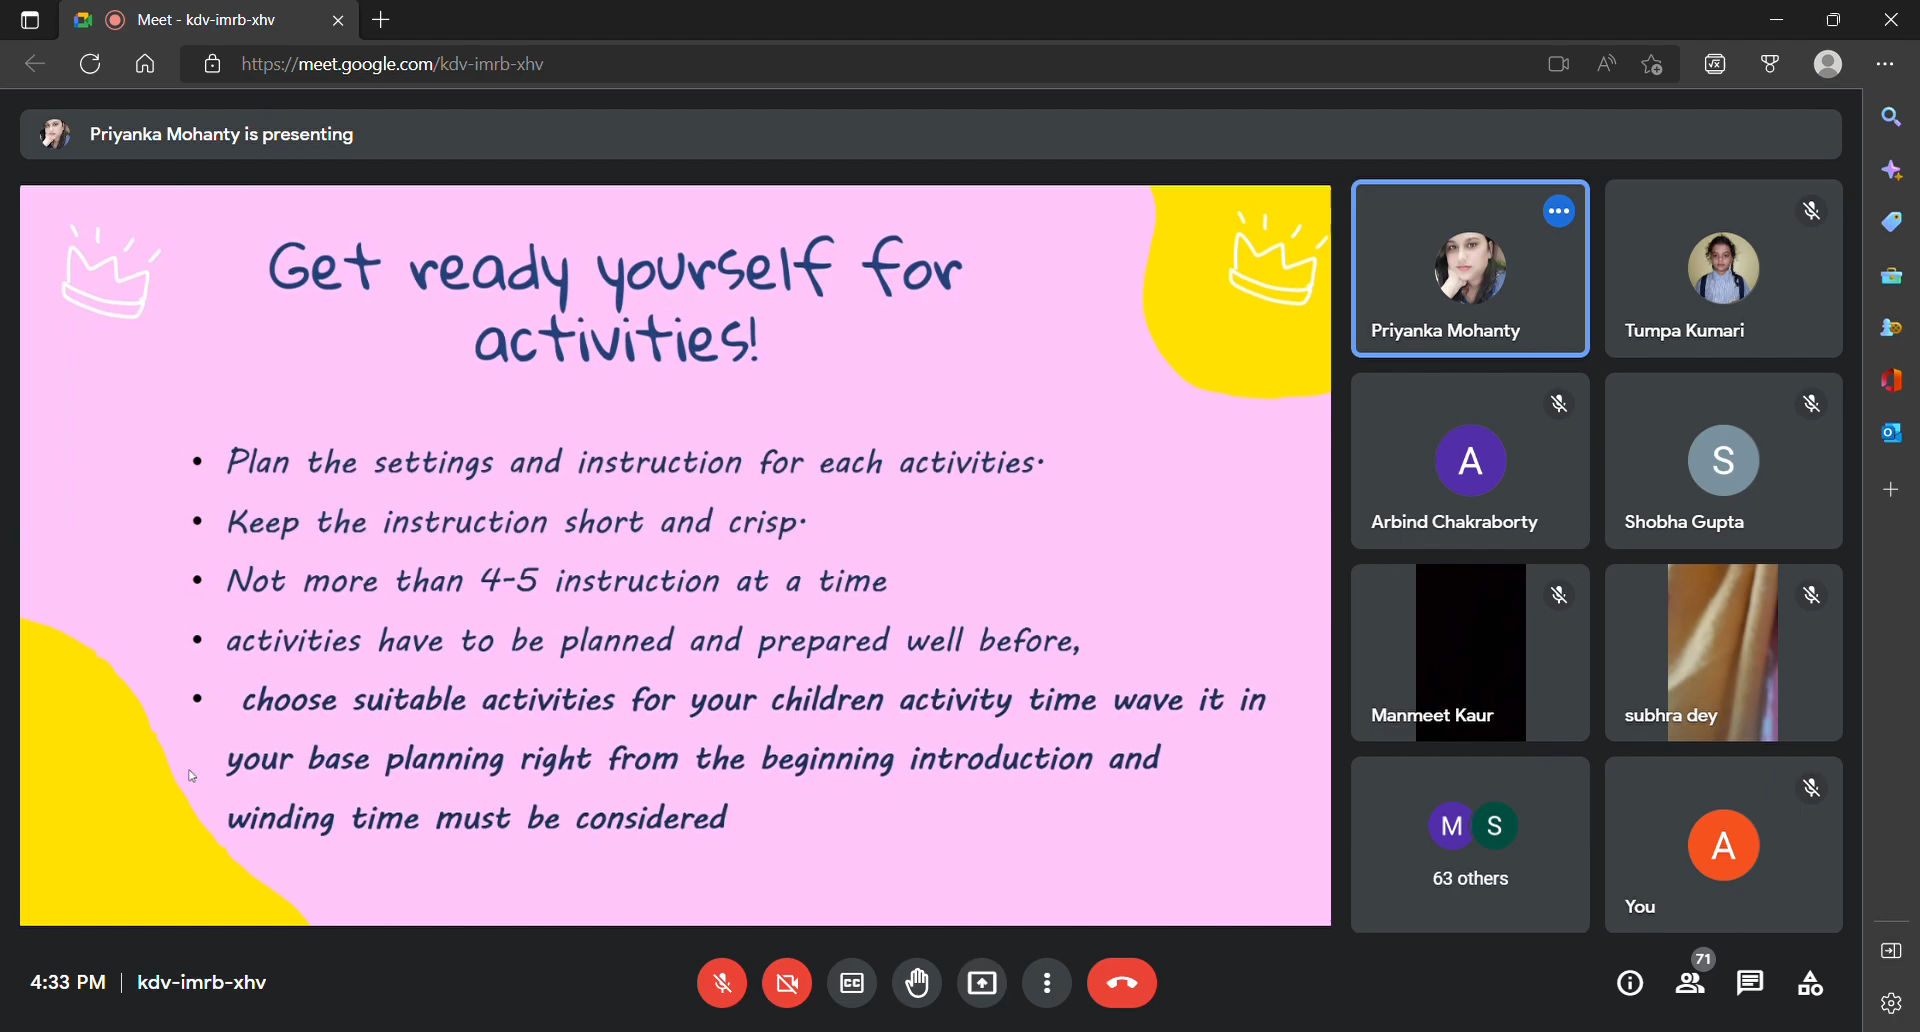 Meet - kdv-imrb-xhv
https://meet.google.com/kdv-imrb-xhv
Priyanka Mohanty is presenting
Get ready yourself for
activities!
• Plan the settings and instruction for each activities.
• Keep the instruction short and crisp.
• Not more than 4-5 instruction at a time
• activities have to be planned and prepared well before,
• choose suitable activities for your children activity time wave it in
your base planning right from the beginning introduction and
winding time must be considered
Priyanka Mohanty
Tumpa Kumari
A
Arbind Chakraborty
S
Shobha Gupta
Manmeet Kaur
subhra dey
M S
63 others
A
You
4:33 PM | kdv-imrb-xhv
CC
71